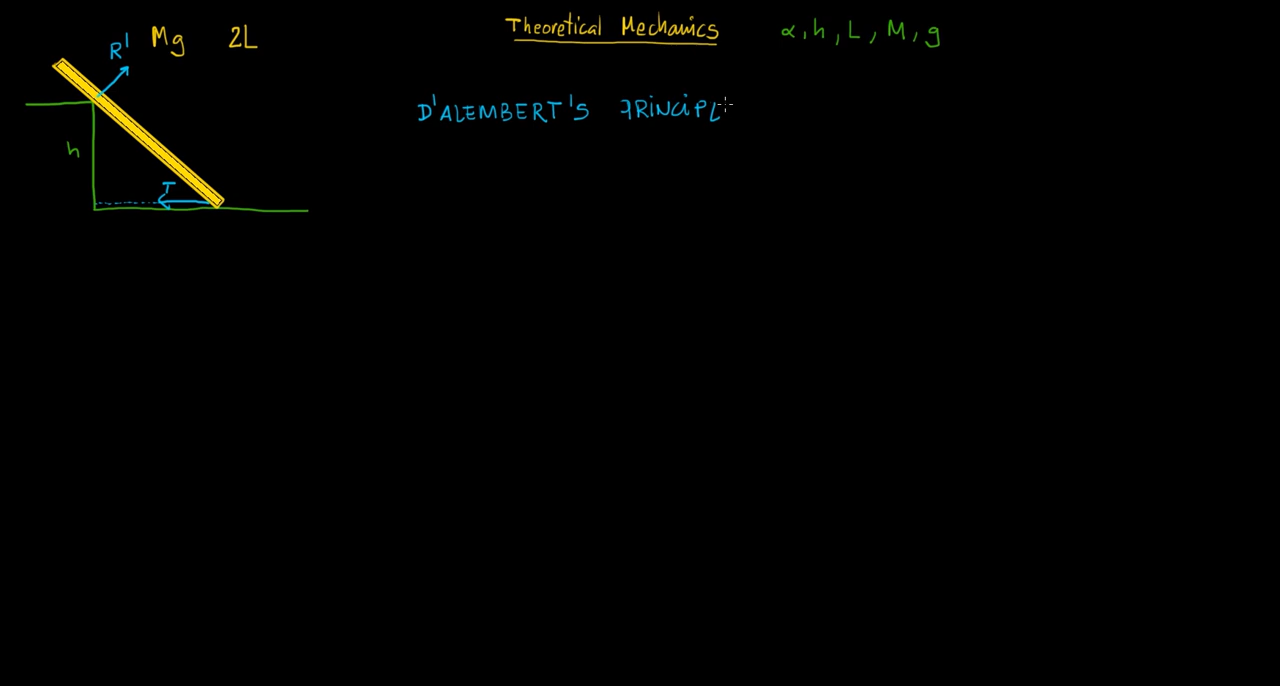 Theoretical Mechanics
α, h, L, M, g
R'
Mg 2L
D'ALEMBERT'S PRINCIPL
h
T